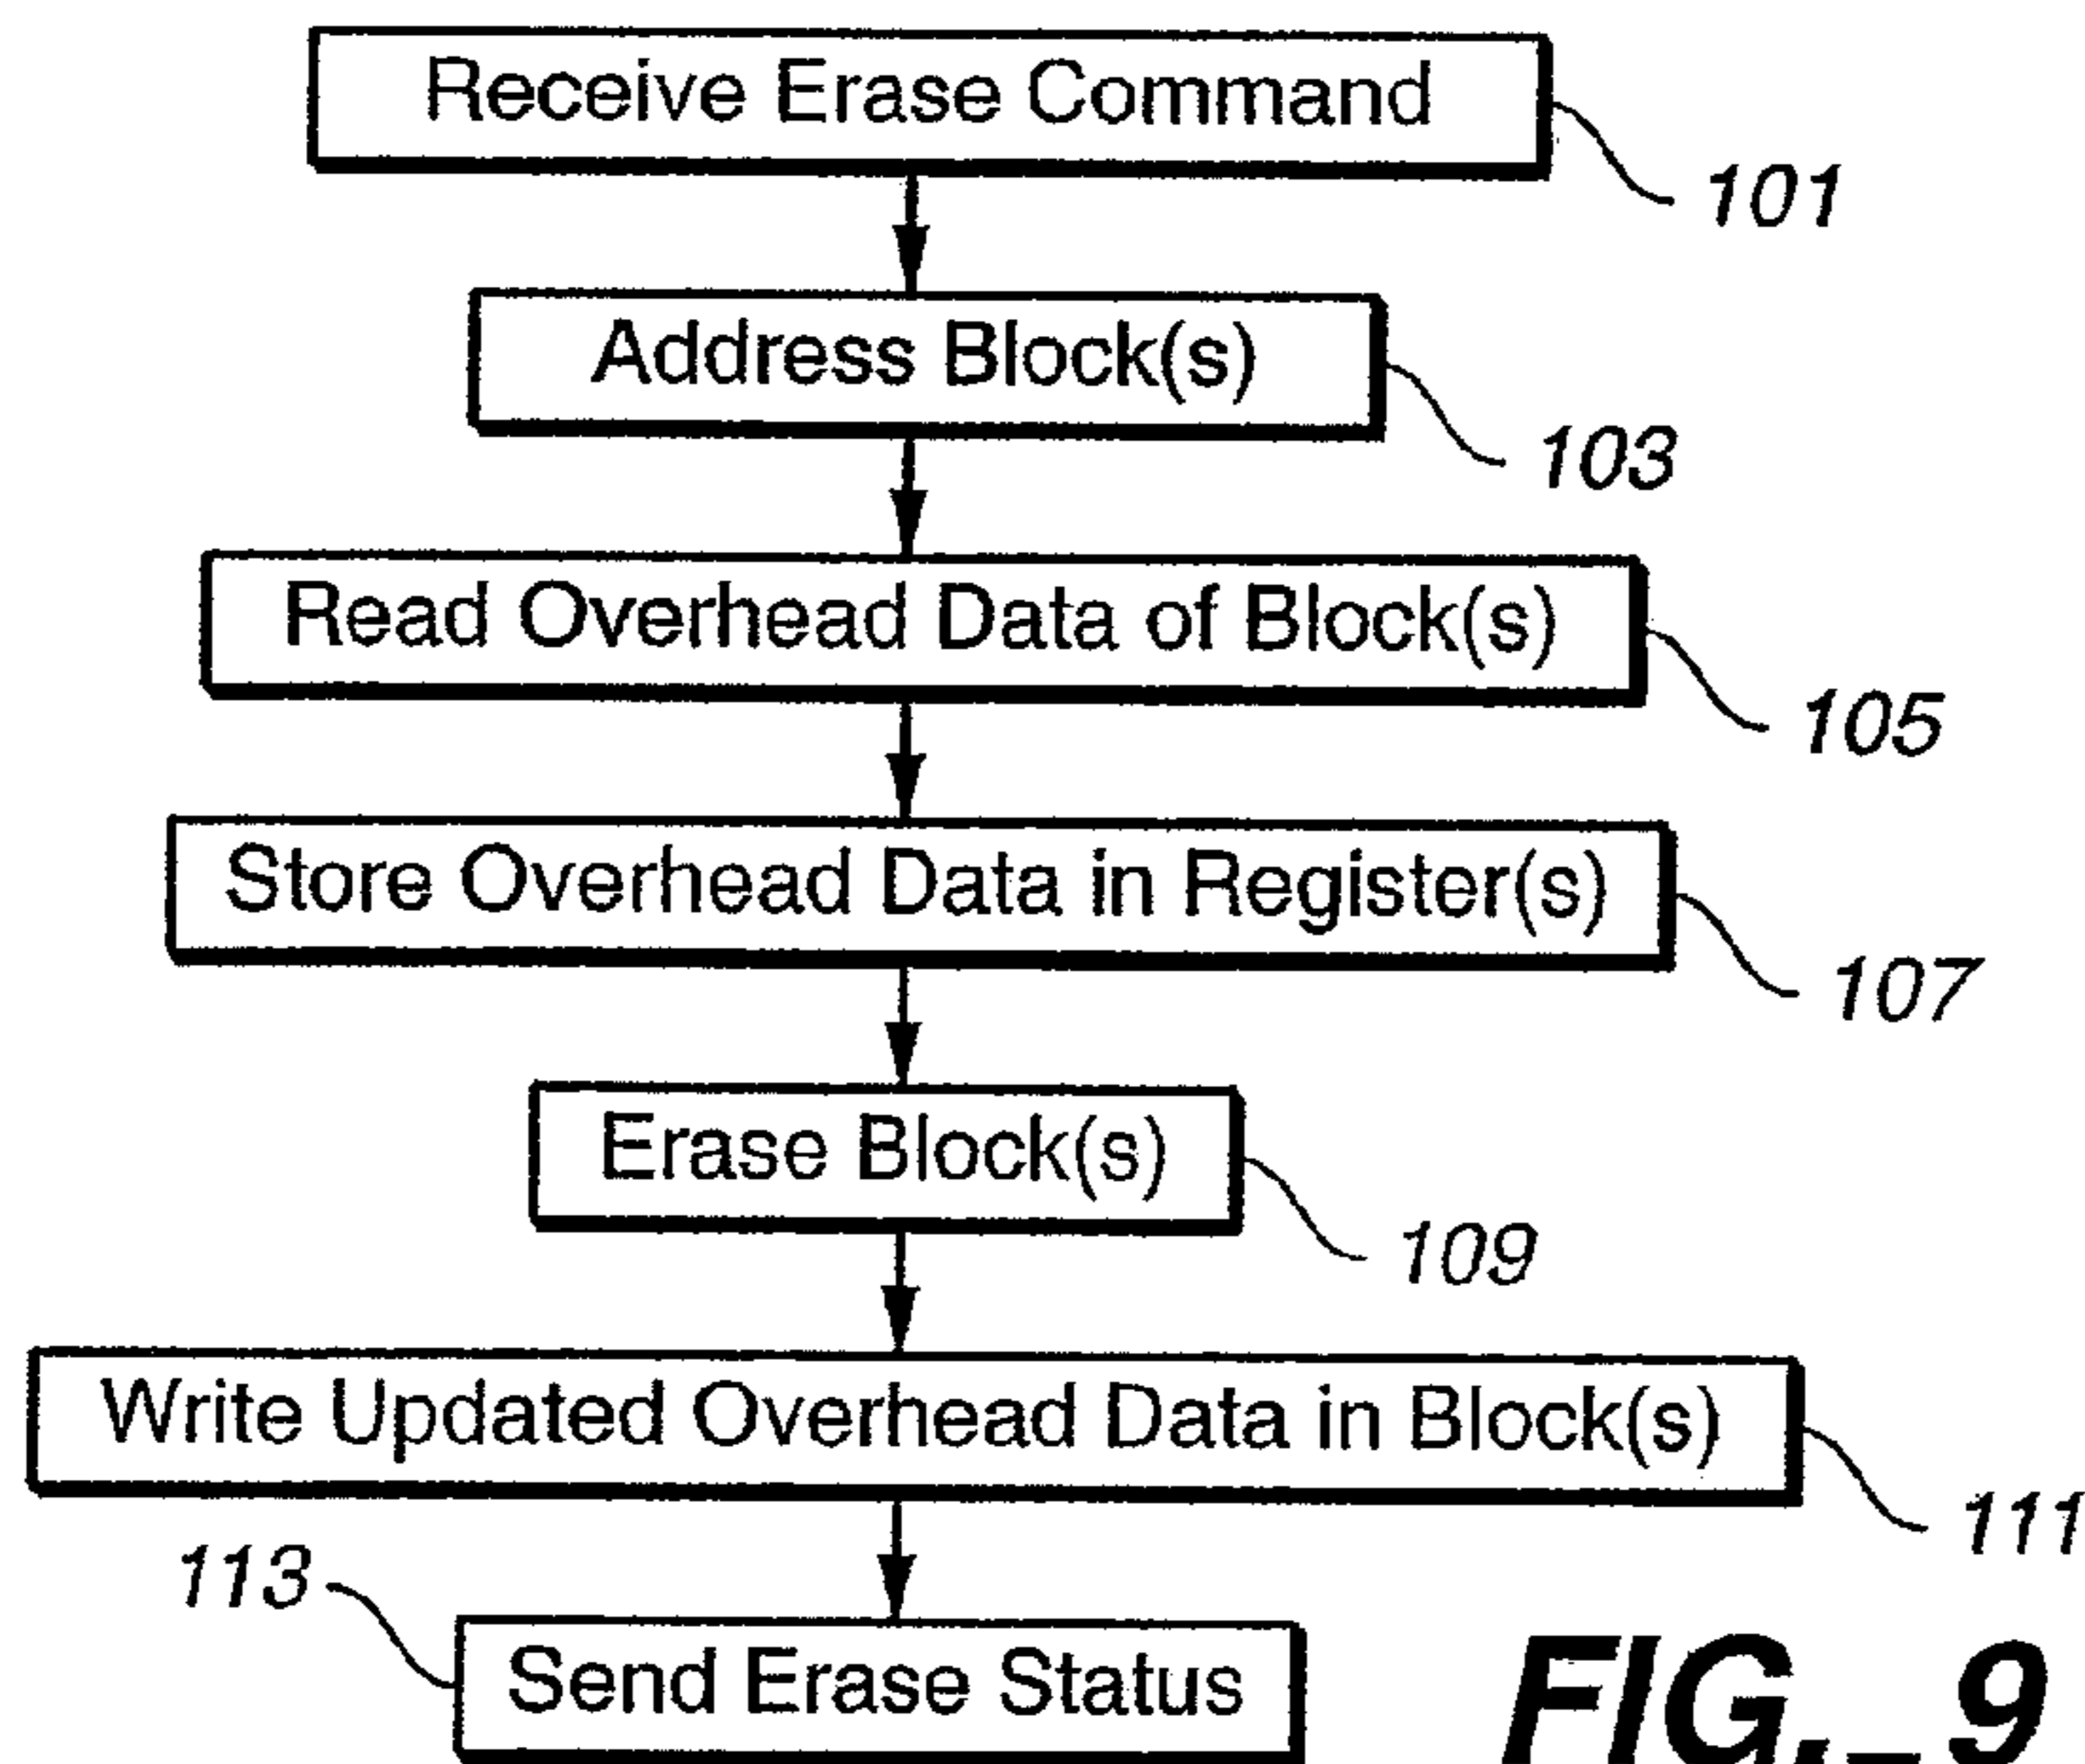 Receive Erase Command
101
Address Block(s)
103
Read Overhead Data of Block(s)
105
Store Overhead Data in Register(s)
107
Erase Block(s)
109
Write Updated Overhead Data in Block(s)
111
113
Send Erase Status
FIG._9